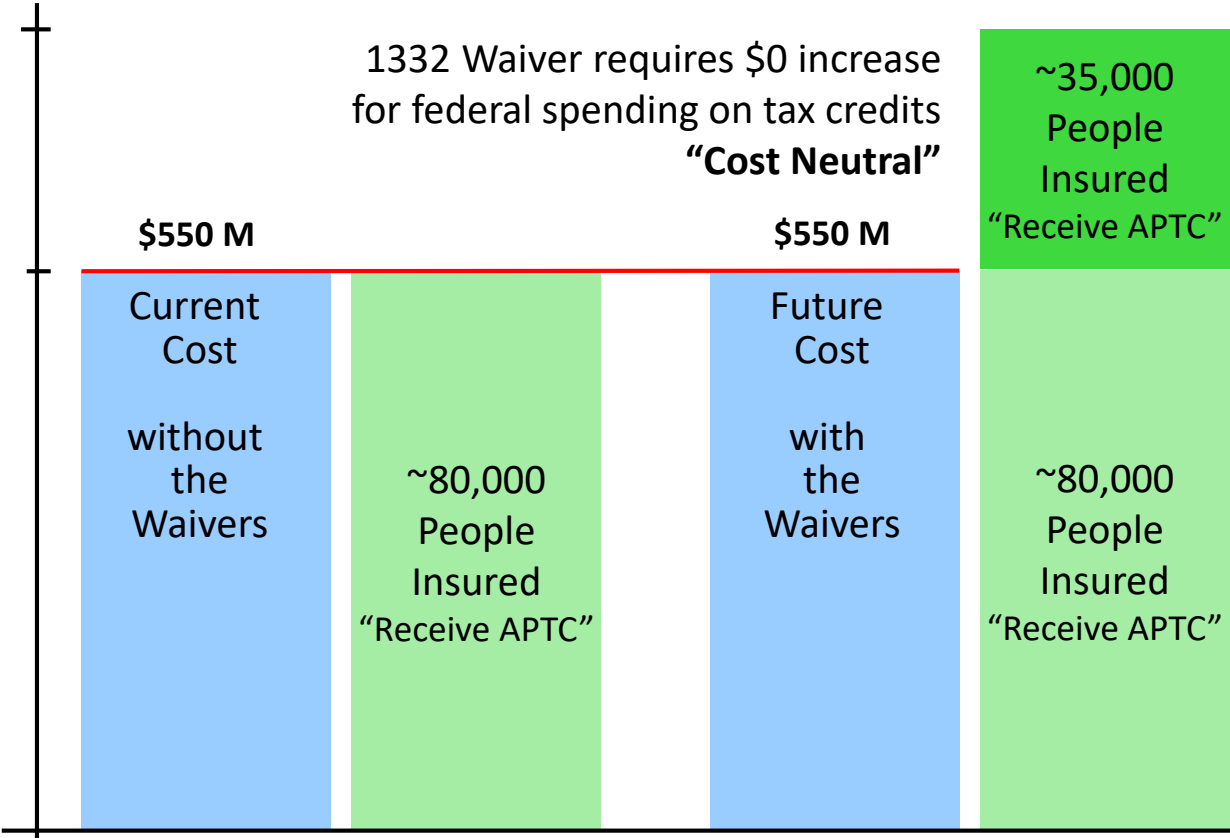 1332 Waiver requires $0 increase
for federal spending on tax credits
“Cost Neutral”
$550 M
Current
Cost
without
the
Waivers
~80,000
People
Insured
“Receive APTC”
$550 M
Future
Cost
with
the
Waivers
~35,000
People
Insured
“Receive APTC”
~80,000
People
Insured
“Receive APTC”